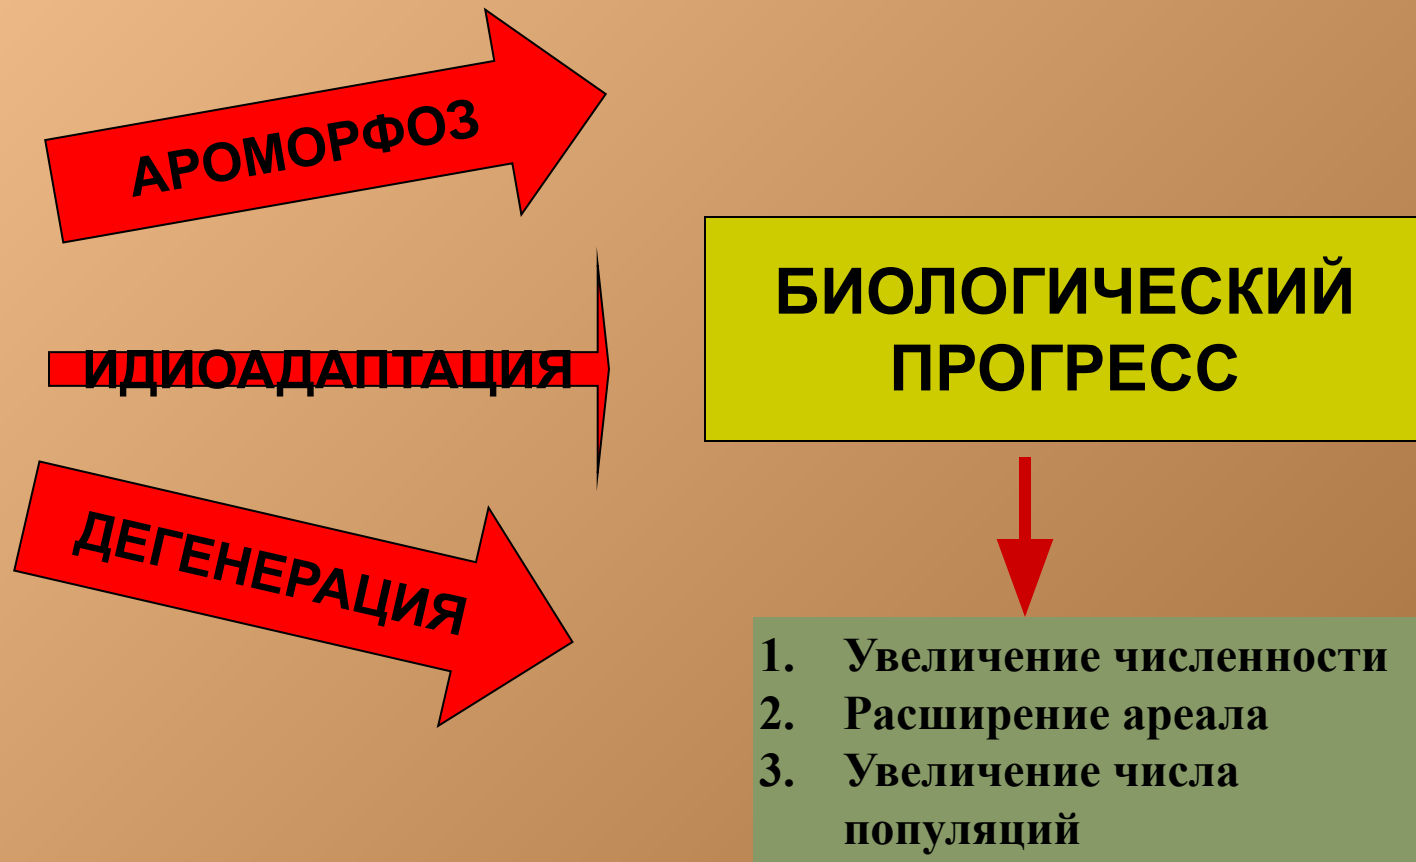 АРОМОРФОЗ
ИДИОАДАПТАЦИЯ
ДЕГЕНЕРАЦИЯ
БИОЛОГИЧЕСКИЙ
ПРОГРЕСС
1. Увеличение численности
2. Расширение ареала
3. Увеличение числа
популяций